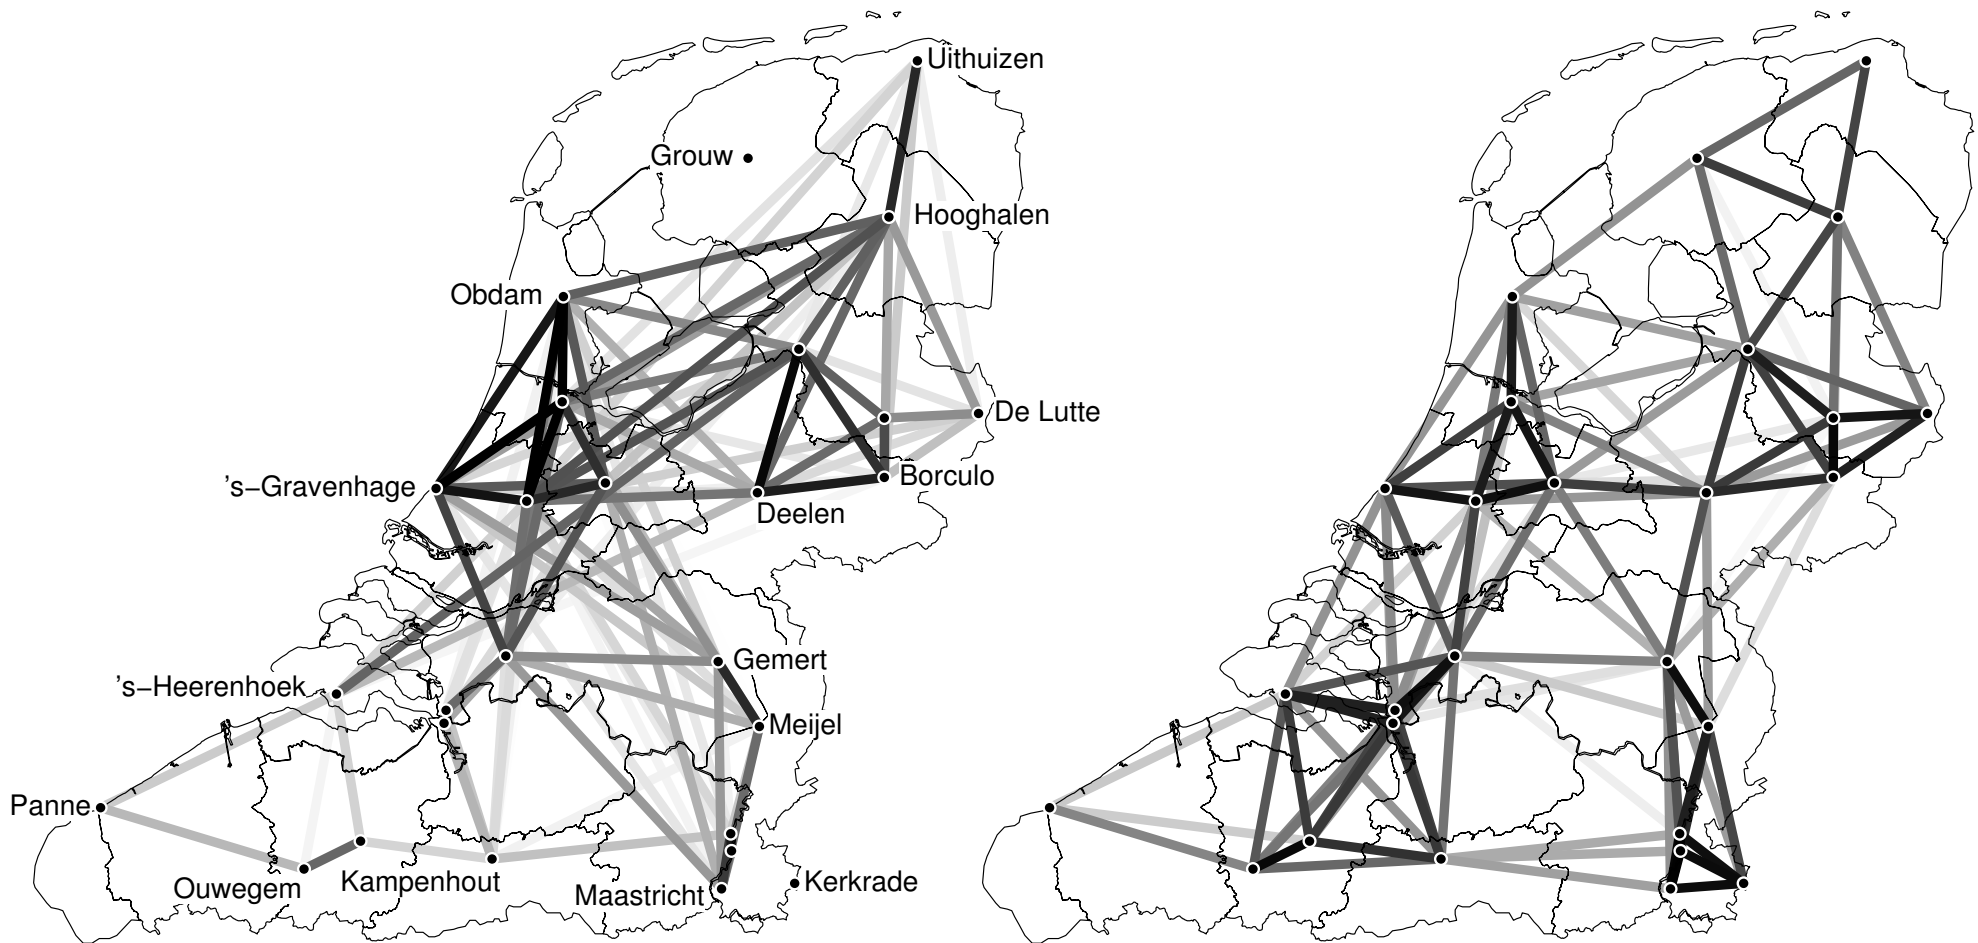 Uithuizen
Grouw
Hooghalen
Obdam
De Lutte
's−Gravenhage
Borculo
Deelen
Gemert
's−Heerenhoek
Meijel
Panne
Ouwegem
Kampenhout
Maastricht
Kerkrade